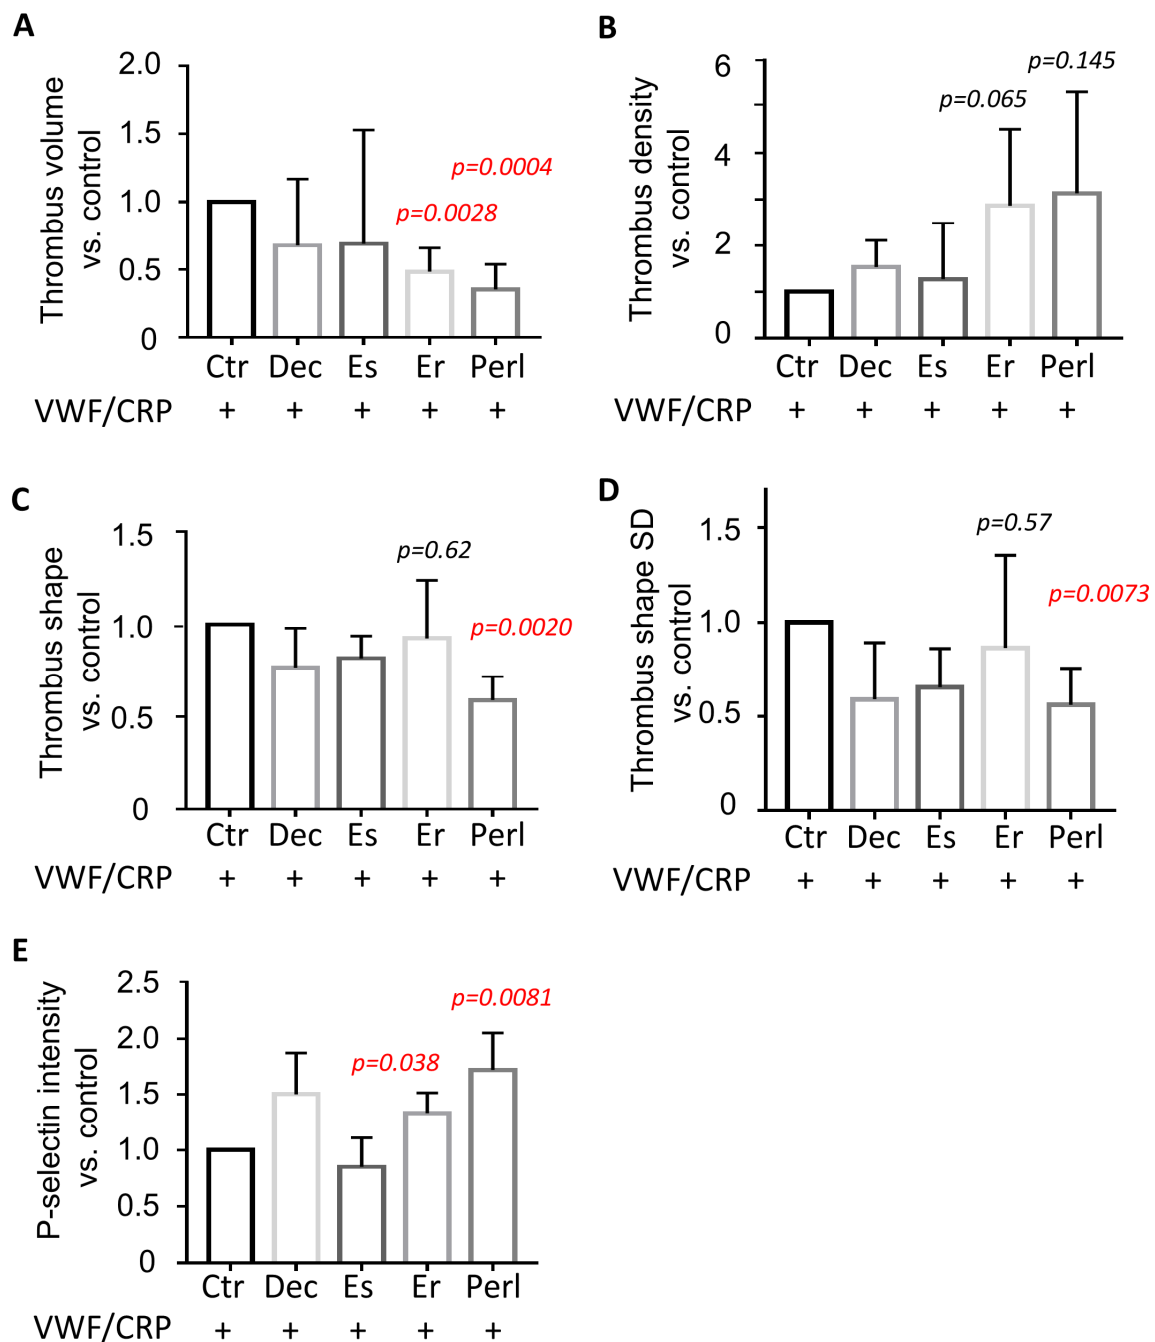 A
Thrombus volume
vs. control
2.0
1.5
1.0
0.5
0
p=0.0004
p=0.0028
Ctr Dec Es Er Perl
VWF/CRP + + + + +
B
Thrombus density
vs. control
6
4
2
0
p=0.145
p=0.065
Ctr Dec Es Er Perl
VWF/CRP + + + + +
C
Thrombus shape
vs. control
1.5
1.0
0.5
0
p=0.62
p=0.0020
Ctr Dec Es Er Perl
VWF/CRP + + + + +
D
Thrombus shape SD
vs. control
1.5
1.0
0.5
0
p=0.57
p=0.0073
Ctr Dec Es Er Perl
VWF/CRP + + + + +
E
P-selectin intensity
vs. control
2.5
2.0
1.5
1.0
0.5
0
p=0.0081
p=0.038
Ctr Dec Es Er Perl
VWF/CRP + + + + +